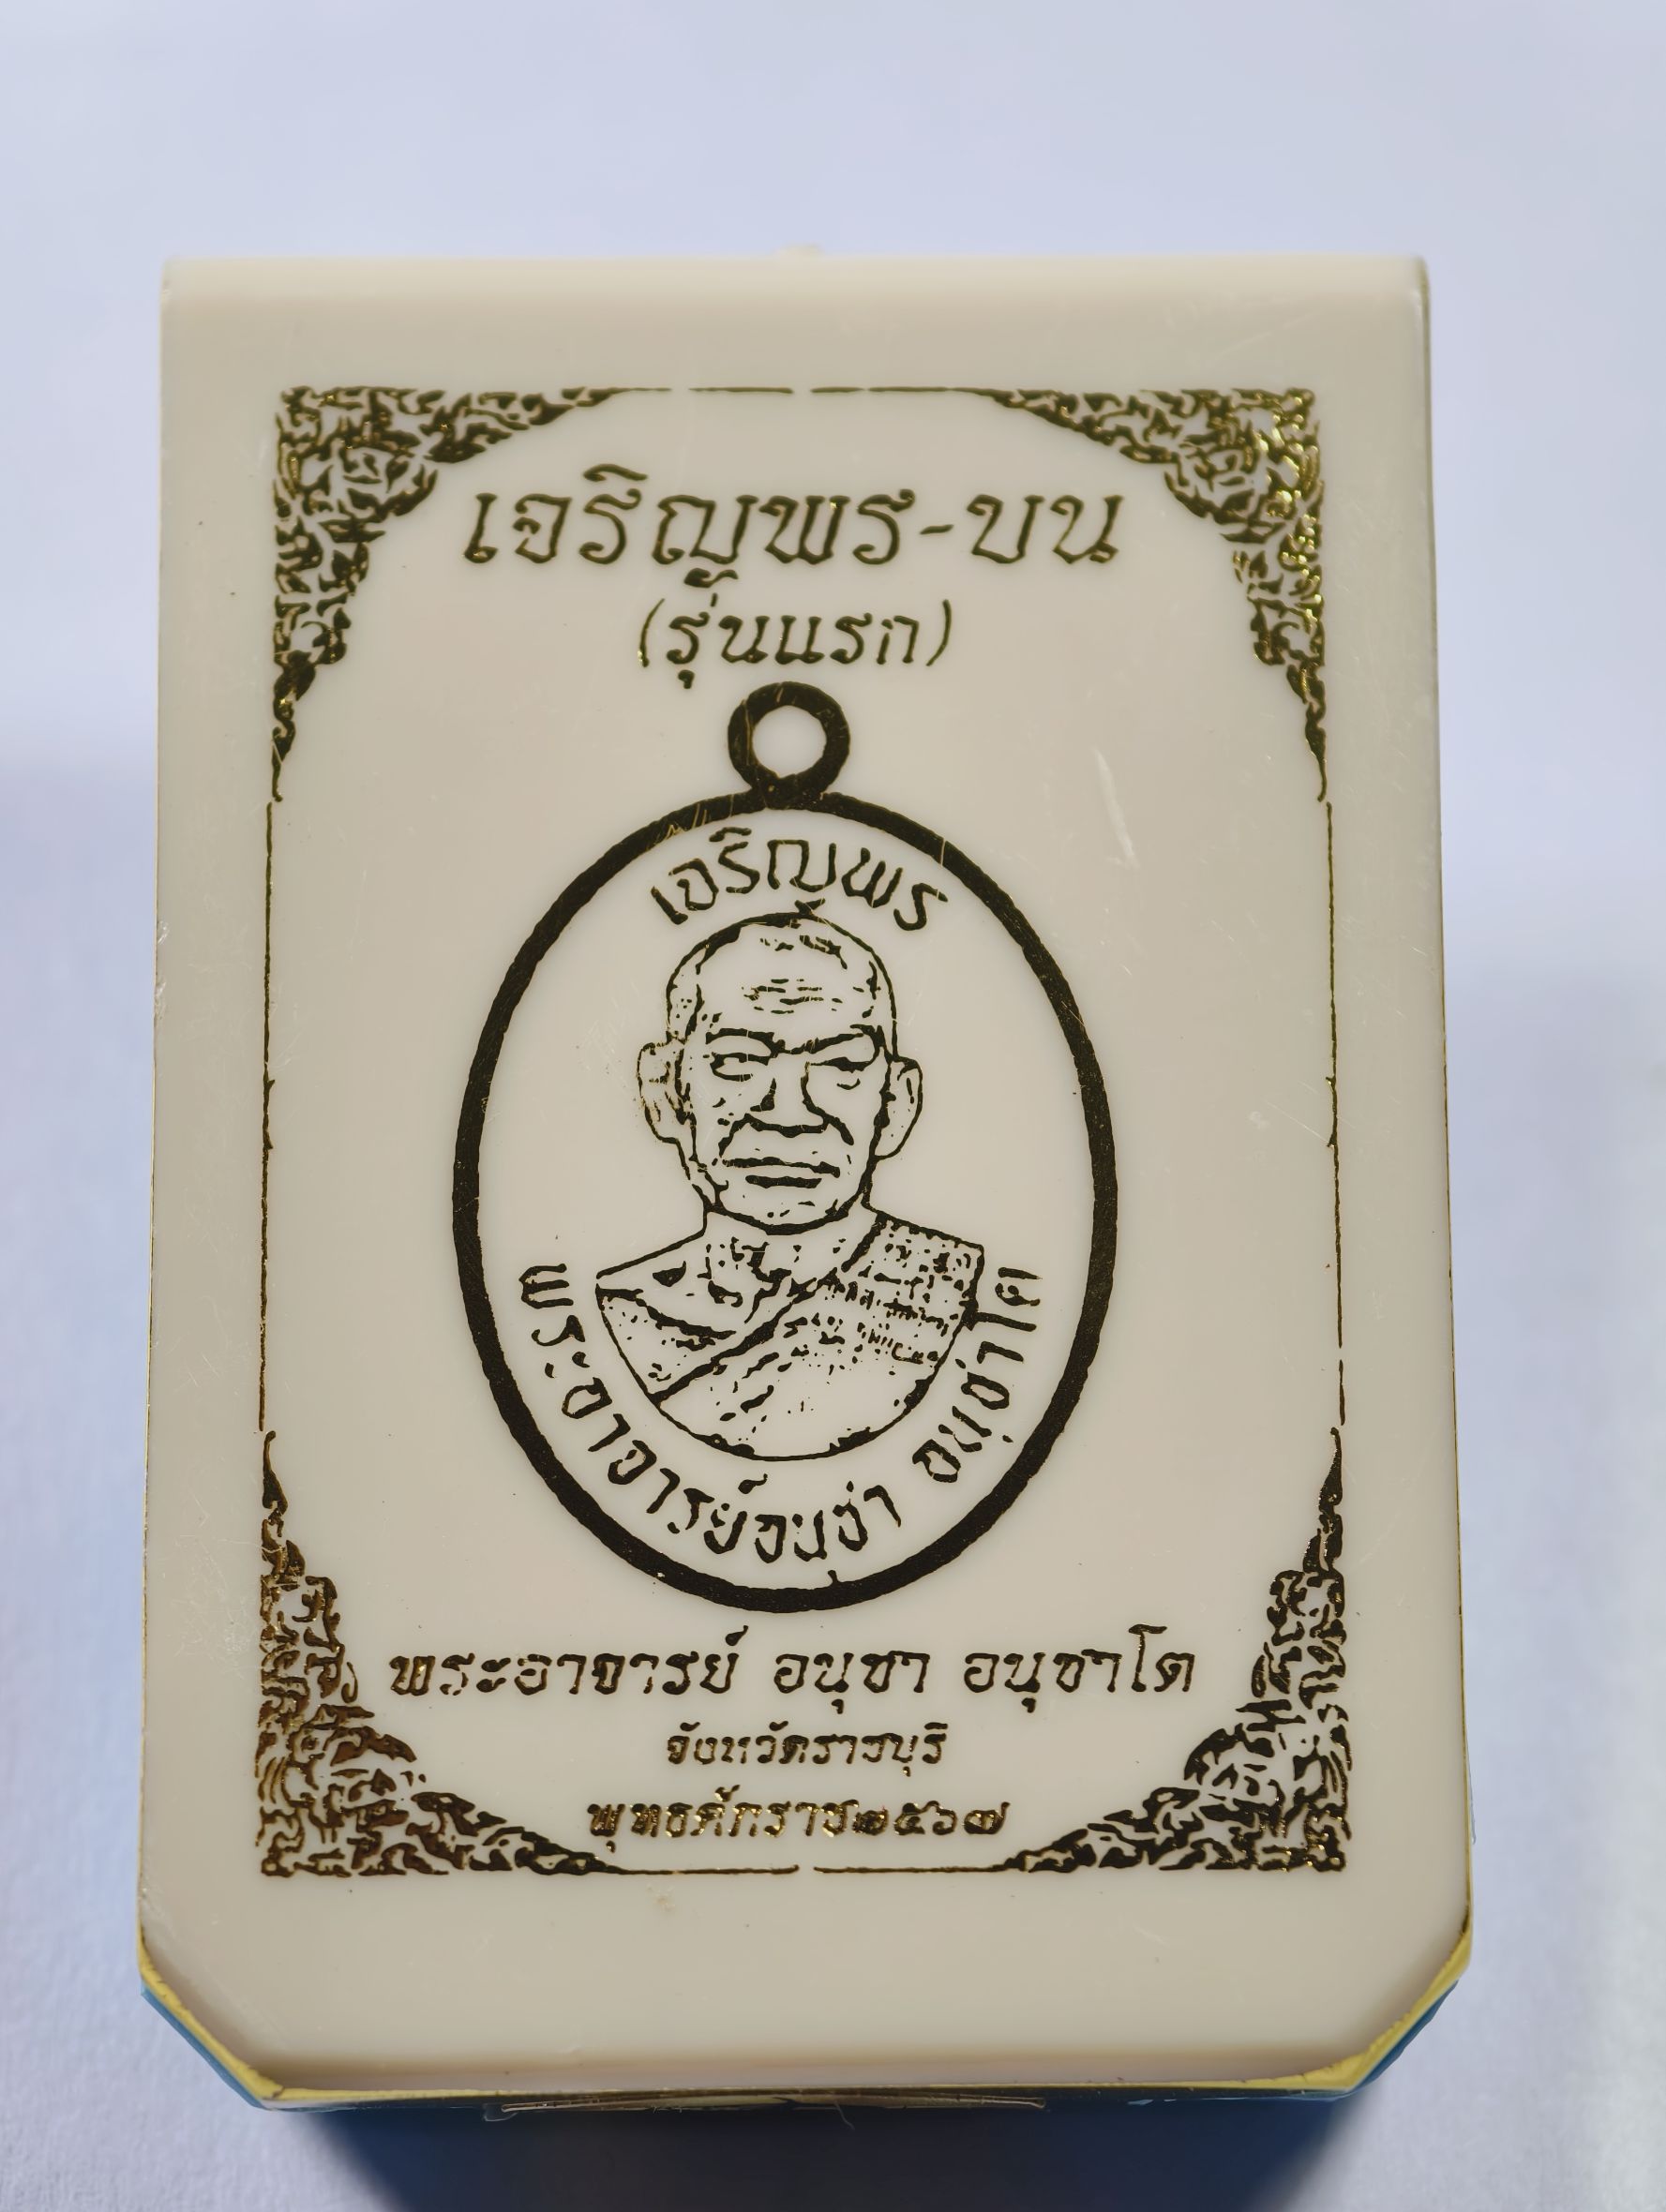 เจริญพร-บน
(รุ่นแรก)
เจริญพร
พระอาจารย์อนุชา อนุชาโต
พระอาจารย์ อนุชา อนุชาโต
จังหวัดราชบุรี
พุทธศักราช๒๕๖๗